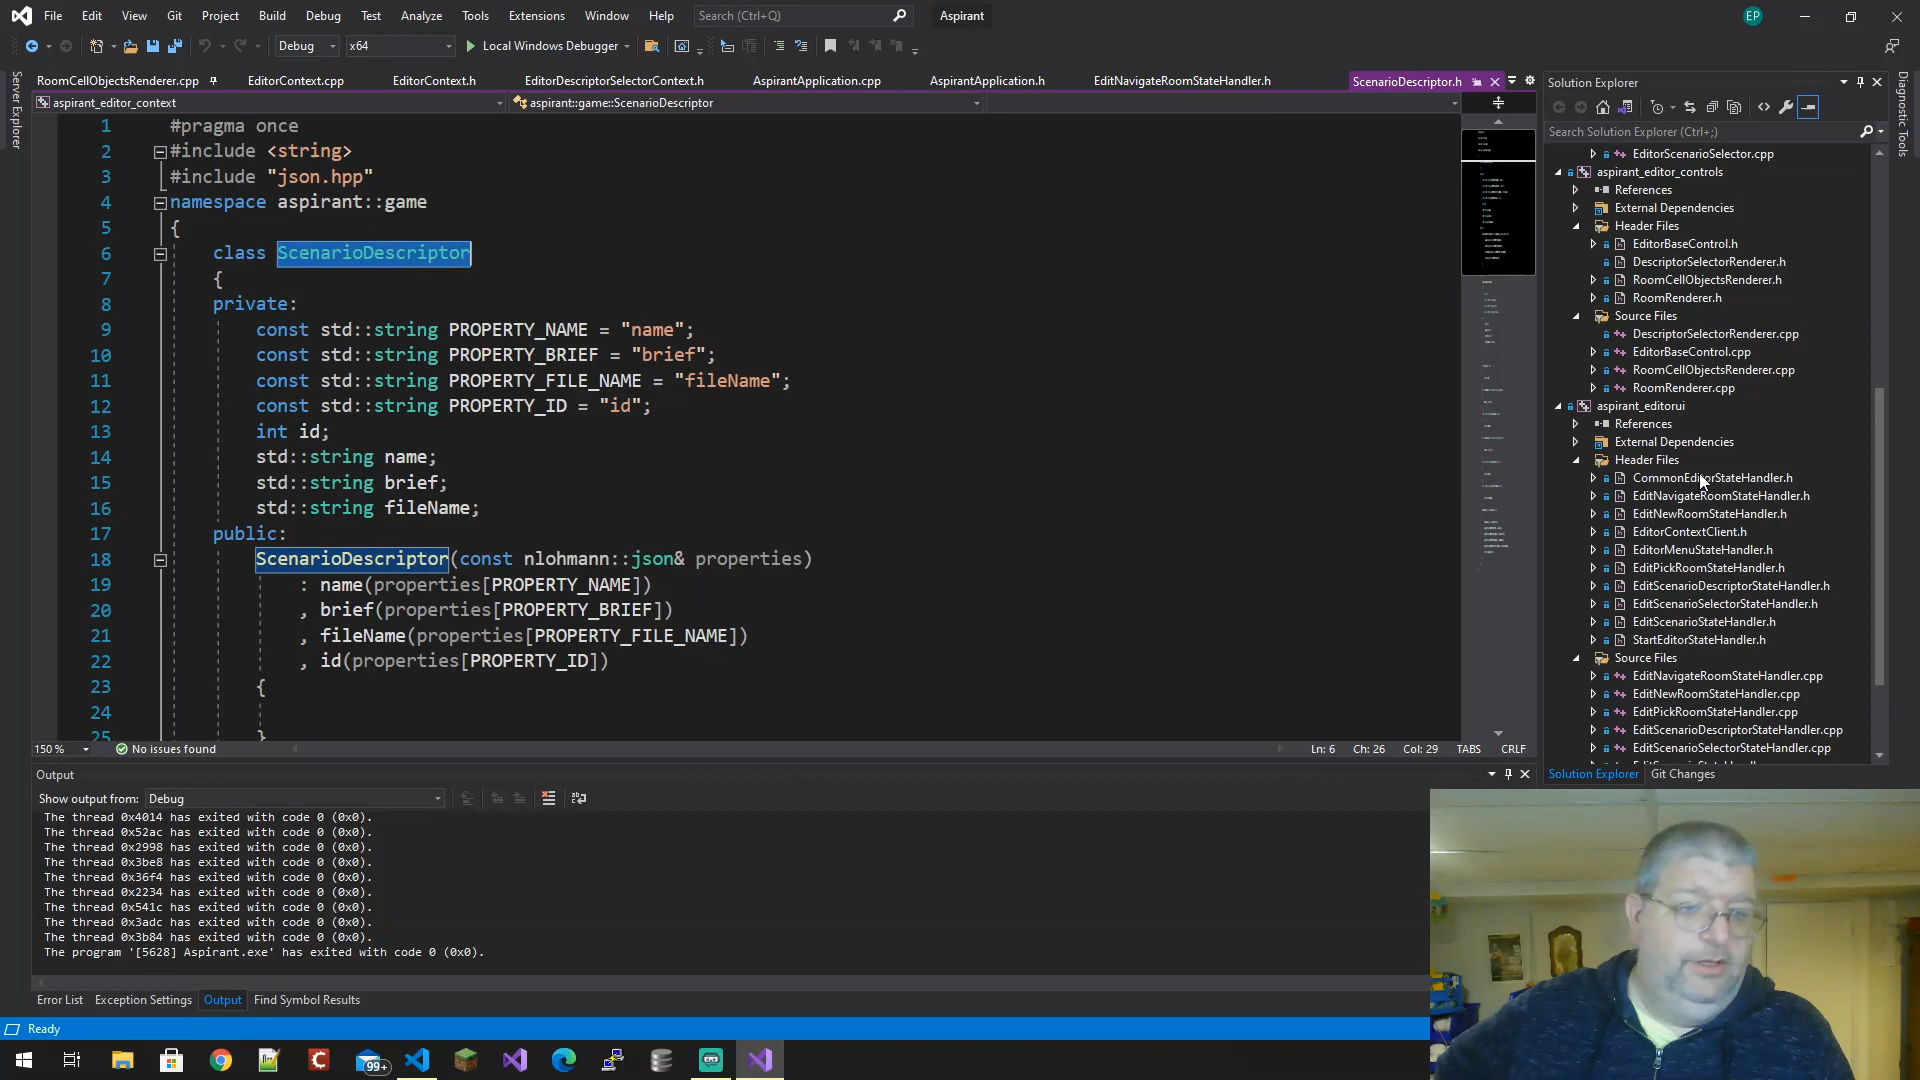 File Edit View Git Project Build Debug Test Analyze Tools Extensions Window Help Search (Ctrl+Q) Aspirant EP
Debug x64 Local Windows Debugger
RoomCellObjectsRenderer.cpp EditorContext.cpp EditorContext.h EditorDescriptorSelectorContext.h AspirantApplication.cpp AspirantApplication.h EditNavigateRoomStateHandler.h ScenarioDescriptor.h
aspirant_editor_context aspirant::game::ScenarioDescriptor
Server Explorer
1 #pragma once
2 #include <string>
3 #include "json.hpp"
4 namespace aspirant::game
5 {
6 class ScenarioDescriptor
7 {
8 private:
9 const std::string PROPERTY_NAME = "name";
10 const std::string PROPERTY_BRIEF = "brief";
11 const std::string PROPERTY_FILE_NAME = "fileName";
12 const std::string PROPERTY_ID = "id";
13 int id;
14 std::string name;
15 std::string brief;
16 std::string fileName;
17 public:
18 ScenarioDescriptor(const nlohmann::json& properties)
19 : name(properties[PROPERTY_NAME])
20 , brief(properties[PROPERTY_BRIEF])
21 , fileName(properties[PROPERTY_FILE_NAME])
22 , id(properties[PROPERTY_ID])
23 {
24
25 }
150 % No issues found Ln: 6 Ch: 26 Col: 29 TABS CRLF
Output
Show output from: Debug
The thread 0x4014 has exited with code 0 (0x0).
The thread 0x52ac has exited with code 0 (0x0).
The thread 0x2998 has exited with code 0 (0x0).
The thread 0x3be8 has exited with code 0 (0x0).
The thread 0x36f4 has exited with code 0 (0x0).
The thread 0x2234 has exited with code 0 (0x0).
The thread 0x541c has exited with code 0 (0x0).
The thread 0x3adc has exited with code 0 (0x0).
The thread 0x3b84 has exited with code 0 (0x0).
The program '[5628] Aspirant.exe' has exited with code 0 (0x0).
Error List Exception Settings Output Find Symbol Results
Ready
99+
Solution Explorer
Search Solution Explorer (Ctrl+;)
EditorScenarioSelector.cpp
aspirant_editor_controls
References
External Dependencies
Header Files
EditorBaseControl.h
DescriptorSelectorRenderer.h
RoomCellObjectsRenderer.h
RoomRenderer.h
Source Files
DescriptorSelectorRenderer.cpp
EditorBaseControl.cpp
RoomCellObjectsRenderer.cpp
RoomRenderer.cpp
aspirant_editorui
References
External Dependencies
Header Files
CommonEditorStateHandler.h
EditNavigateRoomStateHandler.h
EditNewRoomStateHandler.h
EditorContextClient.h
EditorMenuStateHandler.h
EditPickRoomStateHandler.h
EditScenarioDescriptorStateHandler.h
EditScenarioSelectorStateHandler.h
EditScenarioStateHandler.h
StartEditorStateHandler.h
Source Files
EditNavigateRoomStateHandler.cpp
EditNewRoomStateHandler.cpp
EditPickRoomStateHandler.cpp
EditScenarioDescriptorStateHandler.cpp
EditScenarioSelectorStateHandler.cpp
Solution Explorer Git Changes
Diagnostic Tools